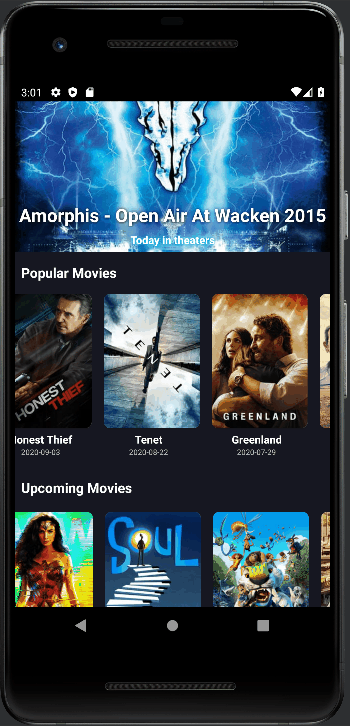 3:01
Amorphis - Open Air At Wacken 2015
Today in theaters
Popular Movies
HONEST
THIEF
TENET
GREENLAND
onest Thief
Tenet
Greenland
2020-09-03
2020-08-22
2020-07-29
Upcoming Movies
SOUL